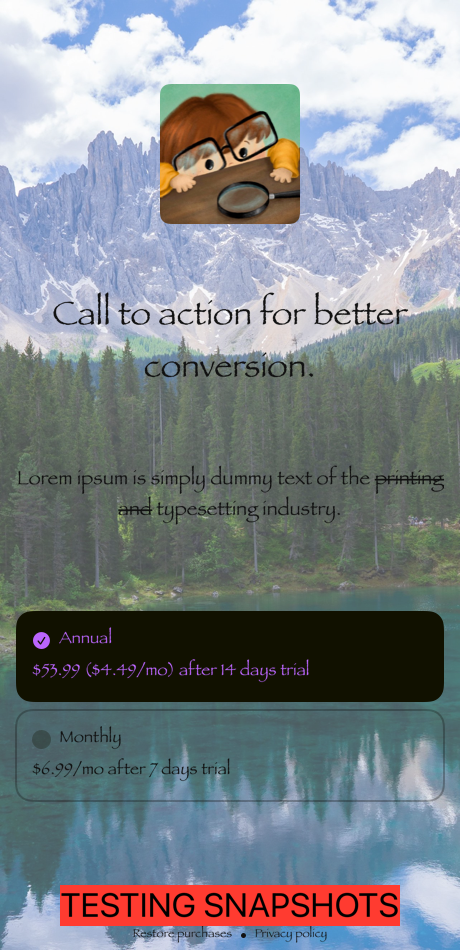 Call to action for better
conversion.
Lorem ipsum is simply dummy text of the printing
and typesetting industry.
Annual
$53.99 ($4.49/mo) after 14 days trial
Monthly
$6.99/mo after 7 days trial
TESTING SNAPSHOTS
Restore purchases • Privacy policy